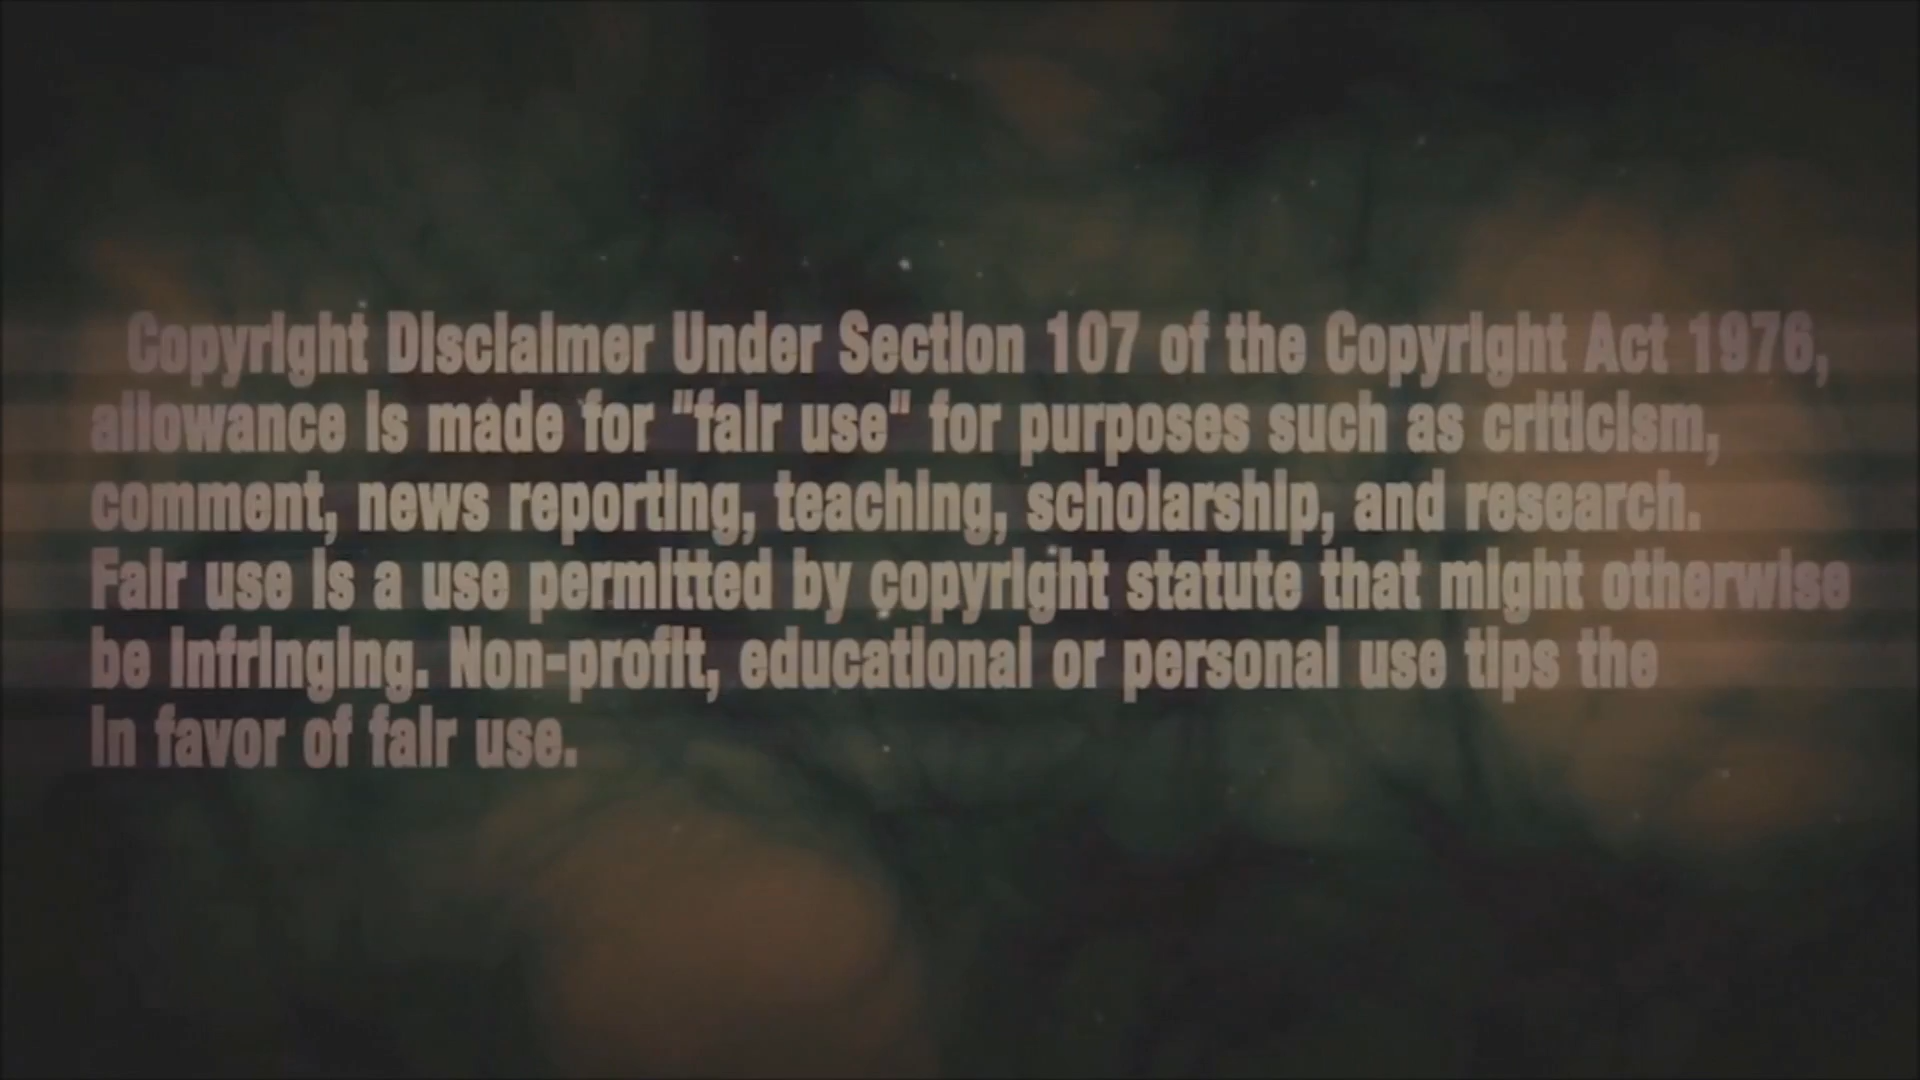 Copyright Disclaimer Under Section 107 of the Copyright Act 1976,
allowance is made for "fair use" for purposes such as criticism,
comment, news reporting, teaching, scholarship, and research.
Fair use is a use permitted by copyright statute that might otherwise
be infringing. Non-profit, educational or personal use tips the
in favor of fair use.